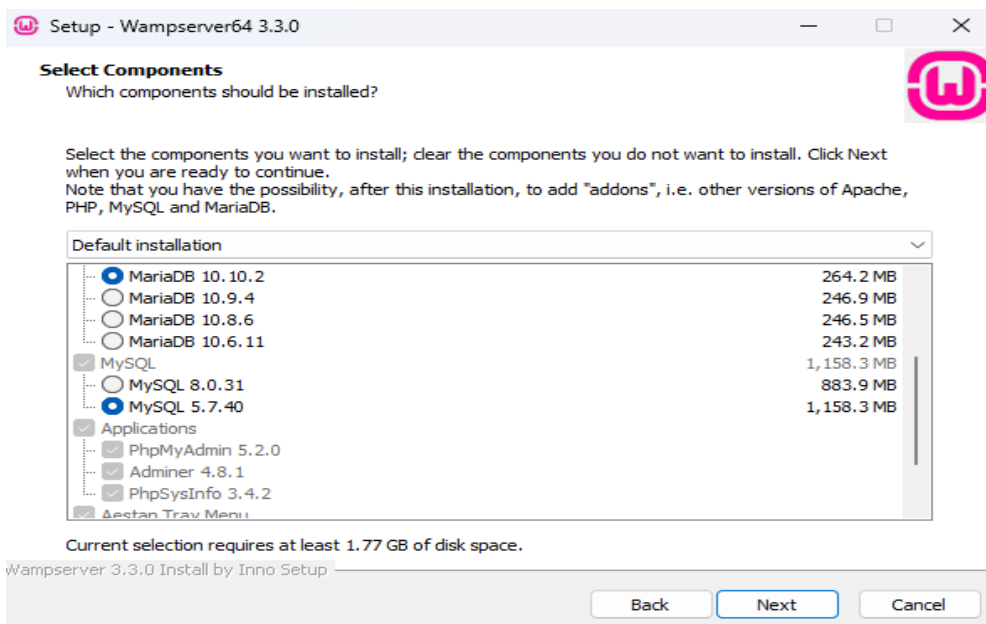 Setup - Wampserver64 3.3.0
Select Components
Which components should be installed?
Select the components you want to install; clear the components you do not want to install. Click Next
when you are ready to continue.
Note that you have the possibility, after this installation, to add "addons", i.e. other versions of Apache,
PHP, MySQL and MariaDB.
Default installation
MariaDB 10.10.2 264.2 MB
MariaDB 10.9.4 246.9 MB
MariaDB 10.8.6 246.5 MB
MariaDB 10.6.11 243.2 MB
MySQL 1,158.3 MB
MySQL 8.0.31 883.9 MB
MySQL 5.7.40 1,158.3 MB
Applications
PhpMyAdmin 5.2.0
Adminer 4.8.1
PhpSysInfo 3.4.2
Aestan Tray Menu
Current selection requires at least 1.77 GB of disk space.
Wampserver 3.3.0 Install by Inno Setup
Back Next Cancel